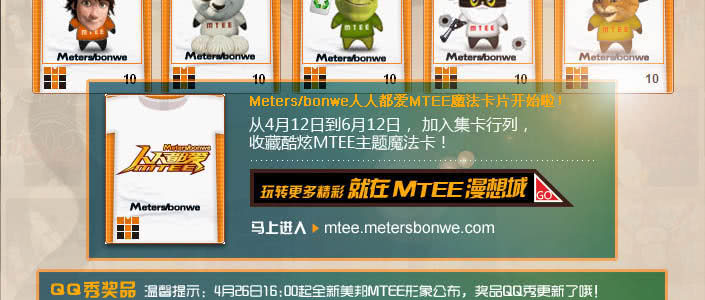 MTEE
MTEE
MTEE
Meters/bonwe
Meters/bonwe
Meters/bonwe
Meters/bonwe
Meters/bonwe
10
10
10
10
10
Meters/bonwe人人都爱MTEE魔法卡片开始啦!
从4月12日到6月12日,加入集卡行列,
收藏酷炫MTEE主题魔法卡!
Meters/bonwe
人人都爱
MTEE
Meters/bonwe
玩转更多精彩 就在MTEE漫想城 GO
马上进入 mtee.metersbonwe.com
QQ秀奖品 温馨提示:4月26日16:00起全新美邦MTEE形象公布,奖品QQ秀更新了哦!